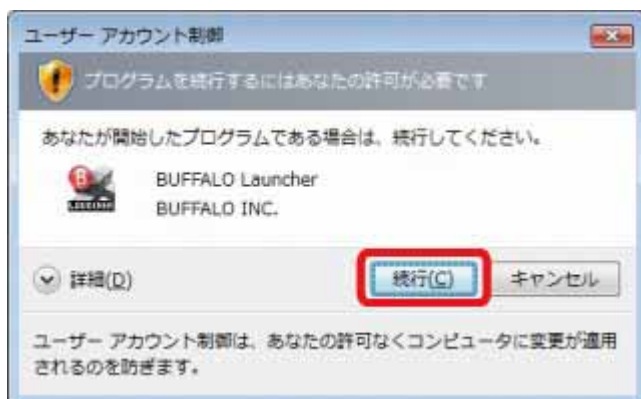 ユーザー アカウント制御
プログラムを続行するにはあなたの許可が必要です
あなたが開始したプログラムである場合は、続行してください。
BUFFALO Launcher
BUFFALO INC.
詳細(D)
続行(C)
キャンセル
ユーザー アカウント制御は、あなたの許可なくコンピュータに変更が適用
されるのを防ぎます。